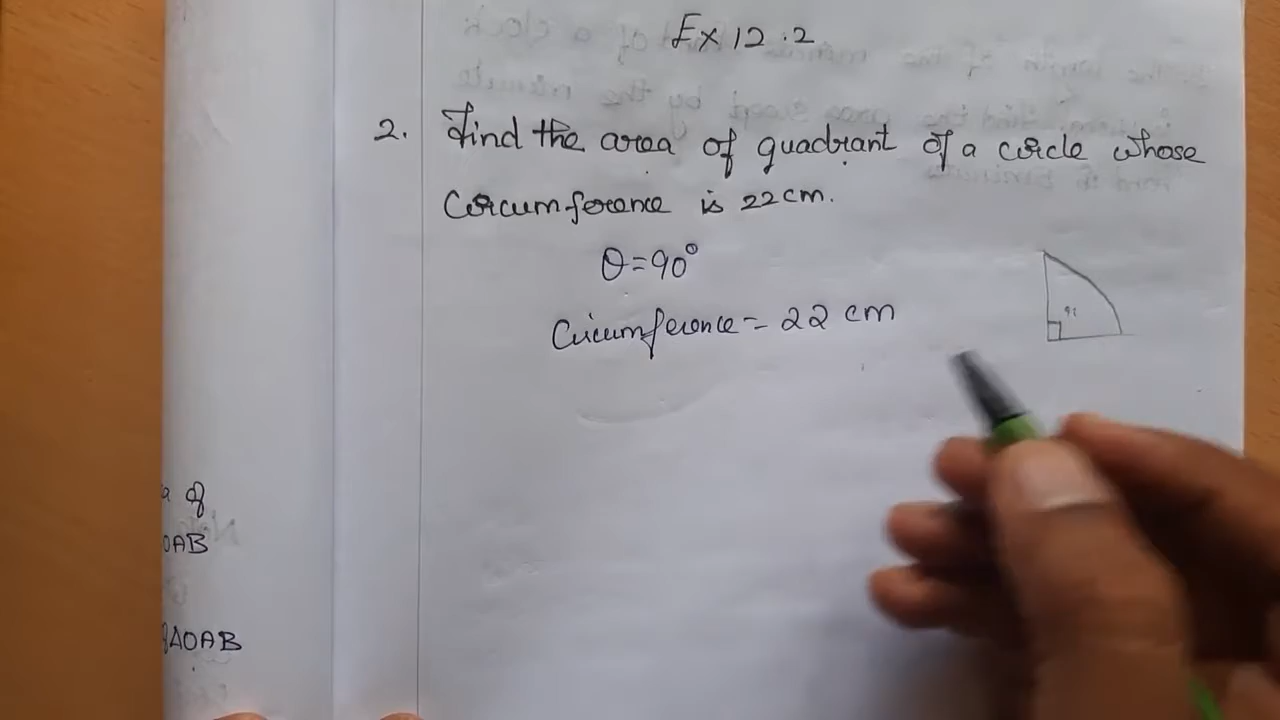 Ex 12.2
2. Find the area of quadrant of a circle whose
Circumference is 22cm.
θ=90°
Circumference = 22 cm
a of
OAB
ΔOAB